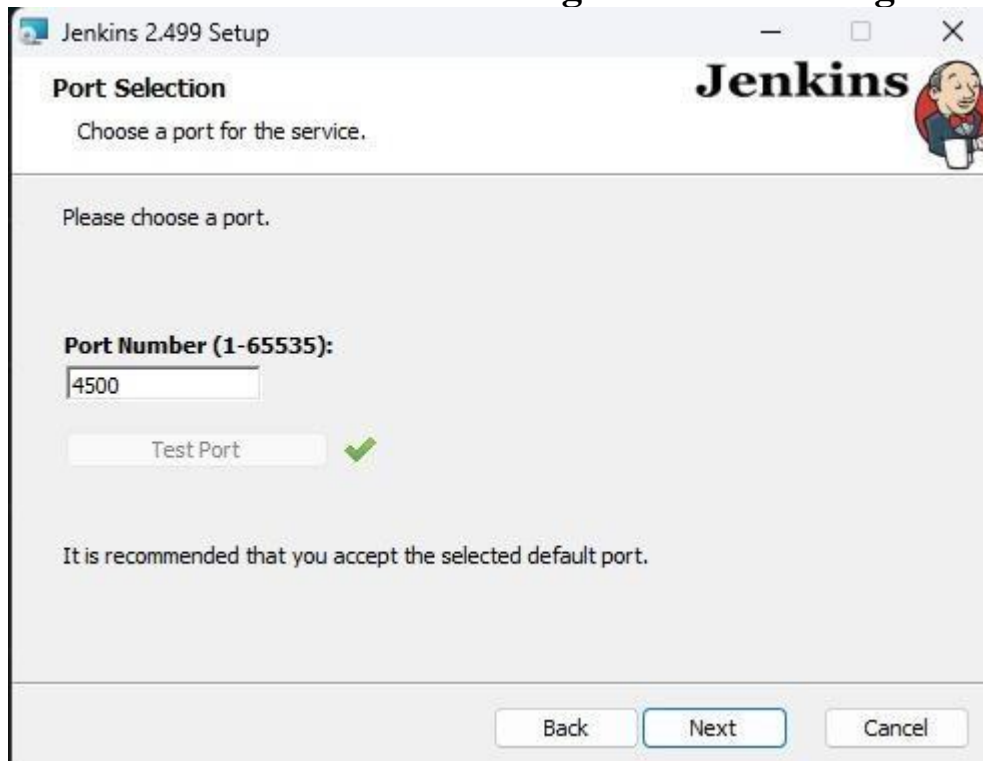 Jenkins 2.499 Setup
Port Selection
Jenkins
Choose a port for the service.
Please choose a port.
Port Number (1-65535):
4500
Test Port
It is recommended that you accept the selected default port.
Back Next Cancel